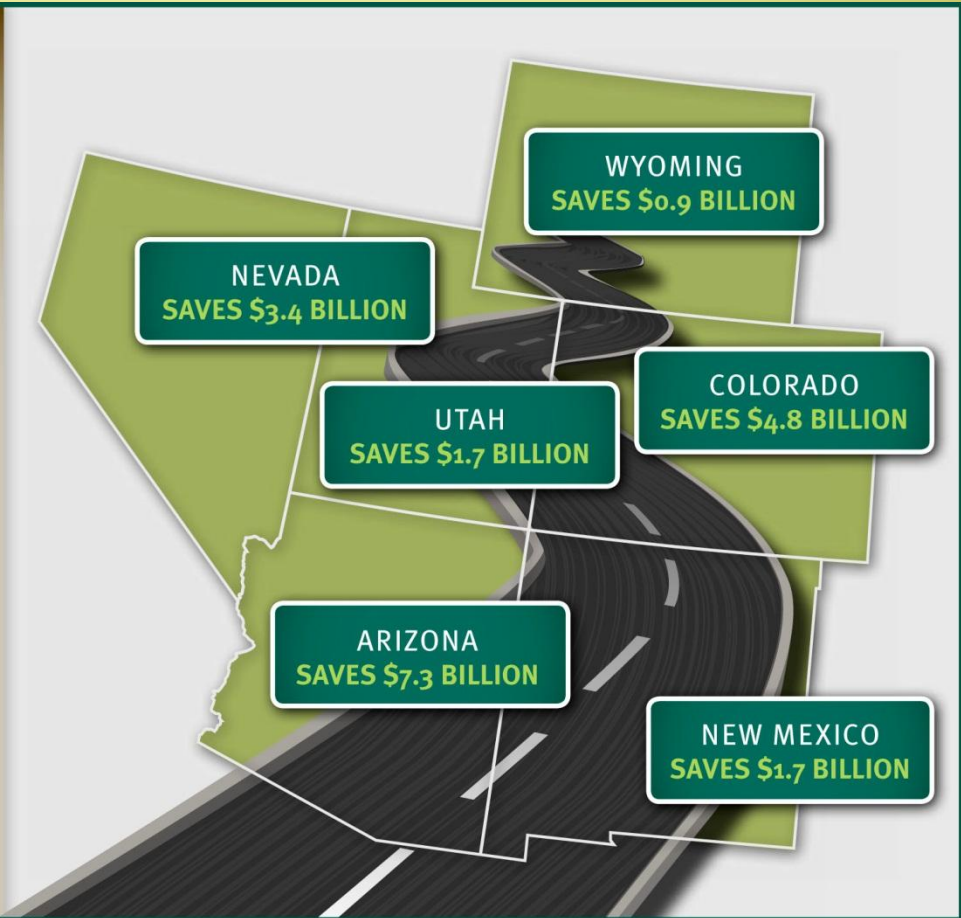 WYOMING
SAVES $0.9 BILLION
NEVADA
SAVES $3.4 BILLION
COLORADO
SAVES $4.8 BILLION
UTAH
SAVES $1.7 BILLION
ARIZONA
SAVES $7.3 BILLION
NEW MEXICO
SAVES $1.7 BILLION